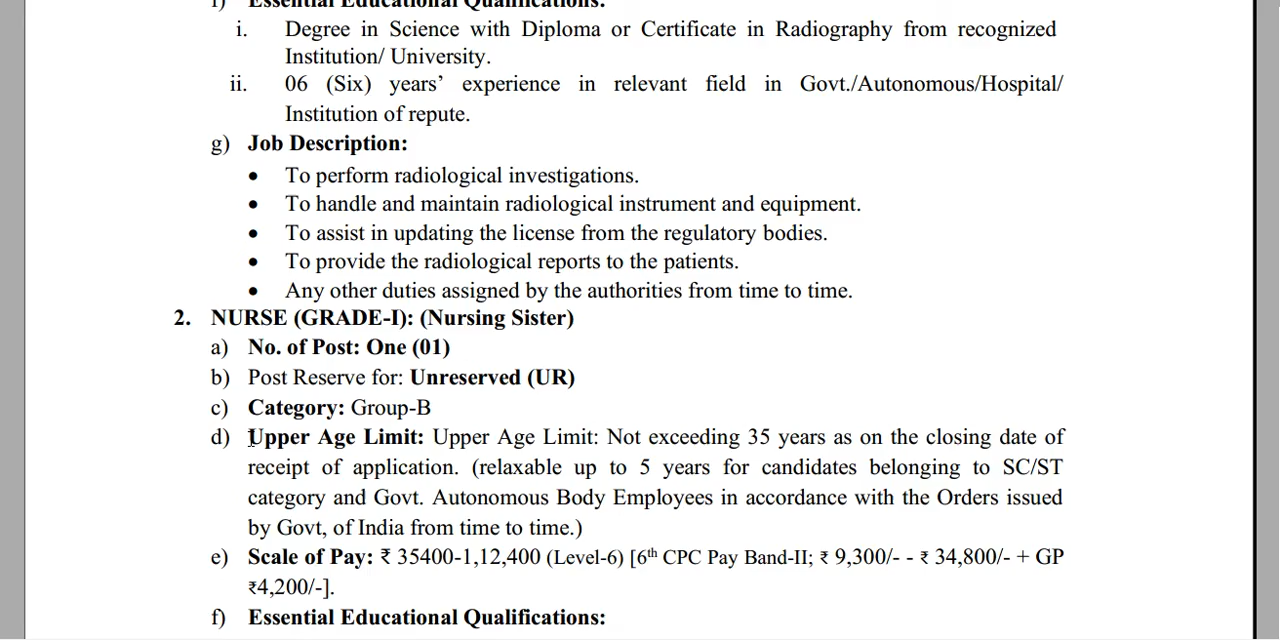 f) Essential Educational Qualifications:
i. Degree in Science with Diploma or Certificate in Radiography from recognized
Institution/ University.
ii. 06 (Six) years’ experience in relevant field in Govt./Autonomous/Hospital/
Institution of repute.
g) Job Description:
• To perform radiological investigations.
• To handle and maintain radiological instrument and equipment.
• To assist in updating the license from the regulatory bodies.
• To provide the radiological reports to the patients.
• Any other duties assigned by the authorities from time to time.
2. NURSE (GRADE-I): (Nursing Sister)
a) No. of Post: One (01)
b) Post Reserve for: Unreserved (UR)
c) Category: Group-B
d) Upper Age Limit: Upper Age Limit: Not exceeding 35 years as on the closing date of
receipt of application. (relaxable up to 5 years for candidates belonging to SC/ST
category and Govt. Autonomous Body Employees in accordance with the Orders issued
by Govt, of India from time to time.)
e) Scale of Pay: ₹ 35400-1,12,400 (Level-6) [6th CPC Pay Band-II; ₹ 9,300/- - ₹ 34,800/- + GP
₹4,200/-].
f) Essential Educational Qualifications: